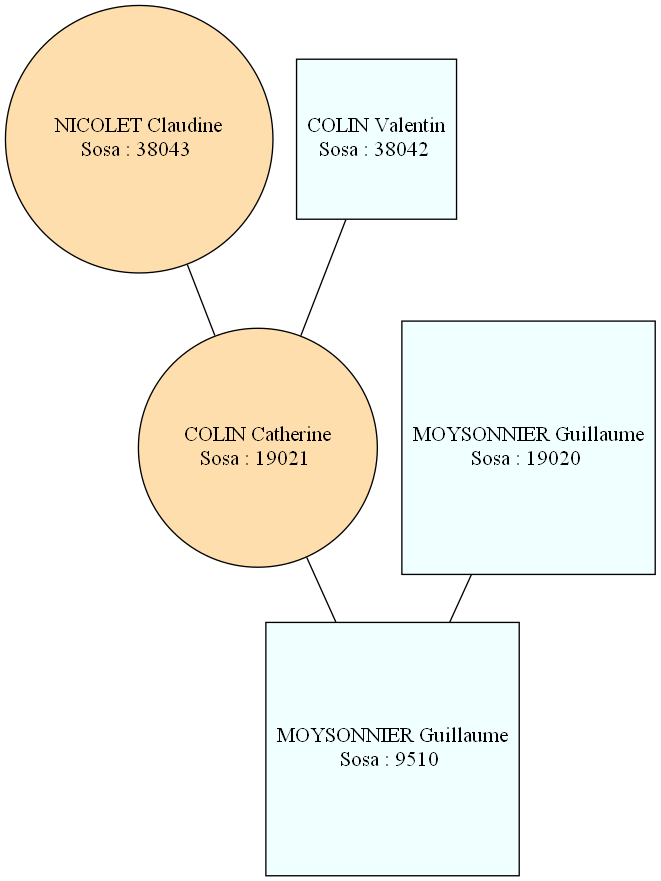 NICOLET Claudine
Sosa : 38043
COLIN Valentin
Sosa : 38042
COLIN Catherine
Sosa : 19021
MOYSONNIER Guillaume
Sosa : 19020
MOYSONNIER Guillaume
Sosa : 9510